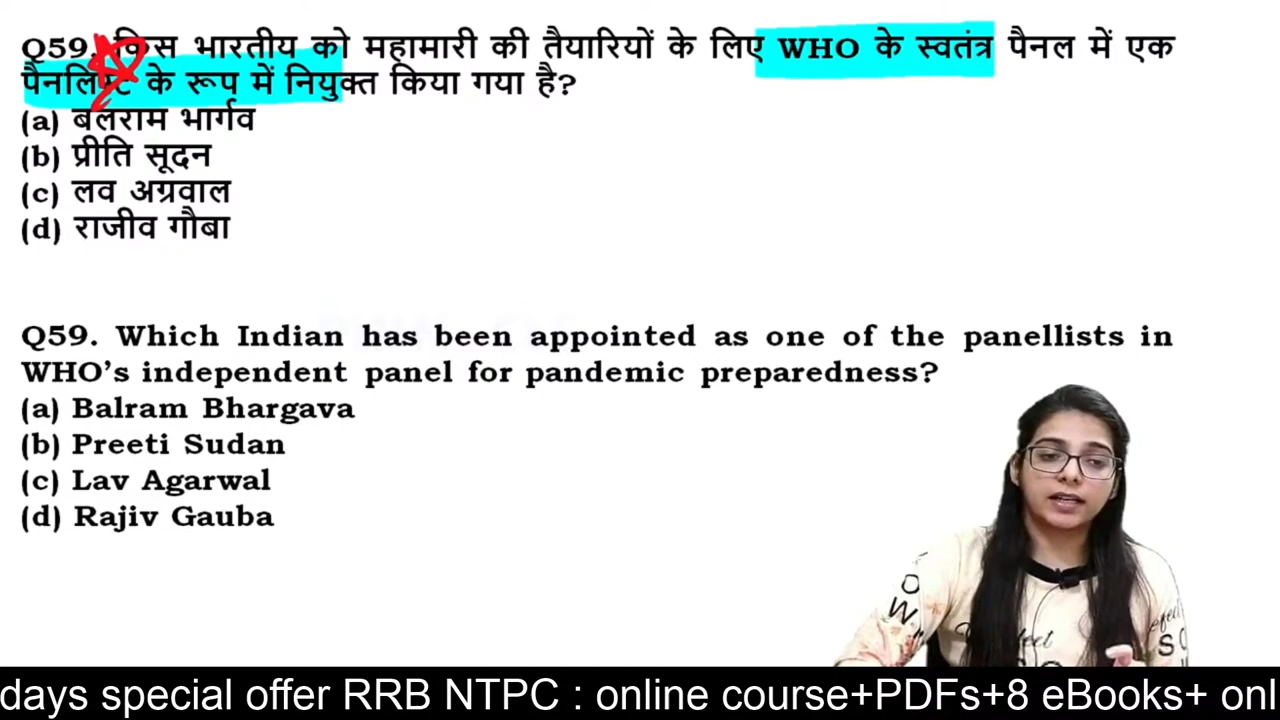 Q59. किस भारतीय को महामारी की तैयारियों के लिए WHO के स्वतंत्र पैनल में एक
पैनलिस्ट के रूप में नियुक्त किया गया है?
(a) बलराम भार्गव
(b) प्रीति सूदन
(c) लव अग्रवाल
(d) राजीव गौबा
Q59. Which Indian has been appointed as one of the panellists in
WHO's independent panel for pandemic preparedness?
(a) Balram Bhargava
(b) Preeti Sudan
(c) Lav Agarwal
(d) Rajiv Gauba
days special offer RRB NTPC : online course+PDFs+8 eBooks+ onl